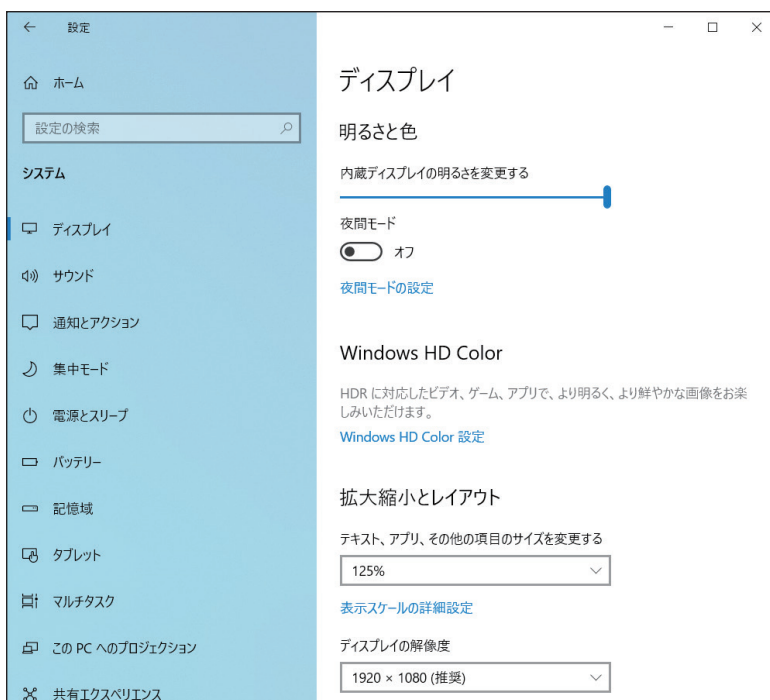 設定
ホーム
設定の検索
システム
ディスプレイ
サウンド
通知とアクション
集中モード
電源とスリープ
バッテリー
記憶域
タブレット
マルチタスク
この PC へのプロジェクション
共有エクスペリエンス
ディスプレイ
明るさと色
内蔵ディスプレイの明るさを変更する
夜間モード
オフ
夜間モードの設定
Windows HD Color
HDR に対応したビデオ、ゲーム、アプリで、より明るく、より鮮やかな画像をお楽
しみいただけます。
Windows HD Color 設定
拡大縮小とレイアウト
テキスト、アプリ、その他の項目のサイズを変更する
125%
表示スケールの詳細設定
ディスプレイの解像度
1920 × 1080 (推奨)